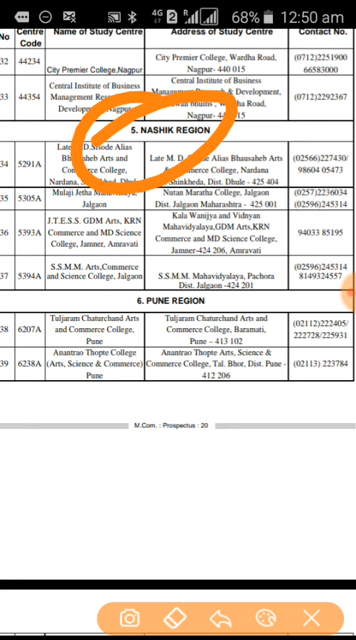 4G 2 68% 12:50 am
No Centre Code Name of Study Centre Address of Study Centre Contact No.
32 44234 City Premier College,Nagpur City Premier College, Wardha Road, Nagpur- 440 015 (0712)2251900 66583000
33 44354 Central Institute of Business Management Central Institute of Business & Development, Road, Nagpur- 15 (0712)2292367
5. NASHIK REGION
34 5291A Late Alias Arts and College, Nardana, Late M. D. Alias Bhausaheb Arts Commerce College, Nardana Shinkheda, Dist. Dhule - 425 404 (02566)227430/ 98604 05473
35 5305A Mulaji Jetha Jalgaon Nutan Maratha College, Jalgaon Dist. Jalgaon Maharashtra - 425 001 (0257)2236034 (02596)245314
36 5393A J.T.E.S.S. GDM Arts, KRN Commerce and MD Science College, Jamner, Amravati Kala Wanijya and Vidnyan Mahavidyalaya,GDM Arts,KRN Commerce and MD Science College, Jamner-424 206, Amravati 94033 85195
37 5394A S.S.M.M. Arts,Commerce and Science College, Jalgaon S.S.M.M. Mahavidyalaya, Pachora Dist. Jalgaon -424 201 (02596)245314 8149324557
6. PUNE REGION
38 6207A Tuljaram Chaturchand Arts and Commerce College, Pune Tuljaram Chaturchand Arts and Commerce College, Baramati, Pune – 413 102 (02112)222405/ 222728/225931
39 6238A Anantrao Thopte College (Arts, Science & Commerce) Pune Anantrao Thopte Arts, Science & Commerce College, Tal. Bhor, Dist. Pune - 412 206 (02113) 223784
M.Com. : Prospectus : 20